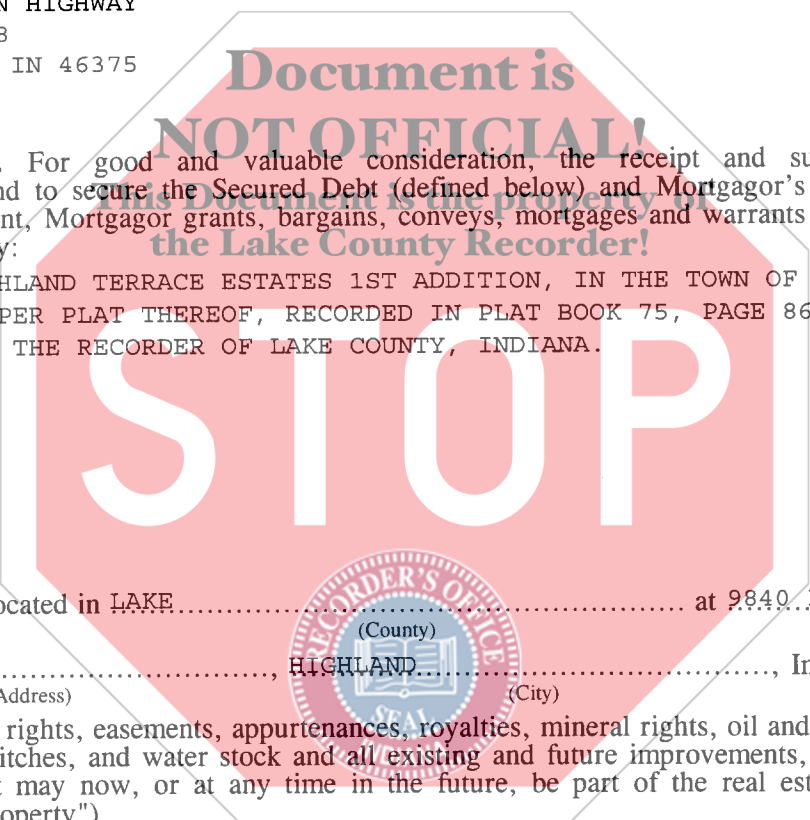 N HIGHWAY
3
IN 46375
Document is
NOT OFFICIAL!
This Document is the property of
the Lake County Recorder!
. For good and valuable consideration, the receipt and su
nd to secure the Secured Debt (defined below) and Mortgagor's
nt, Mortgagor grants, bargains, conveys, mortgages and warrants
y:
HLAND TERRACE ESTATES 1ST ADDITION, IN THE TOWN OF
PER PLAT THEREOF, RECORDED IN PLAT BOOK 75, PAGE 86
THE RECORDER OF LAKE COUNTY, INDIANA.
STOP
RECORDER'S OFFICE
SEAL
ocated in LAKE at 9840
(County)
, HIGHLAND , In
Address) (City)
rights, easements, appurtenances, royalties, mineral rights, oil and
itches, and water stock and all existing and future improvements,
t may now, or at any time in the future, be part of the real est
operty")